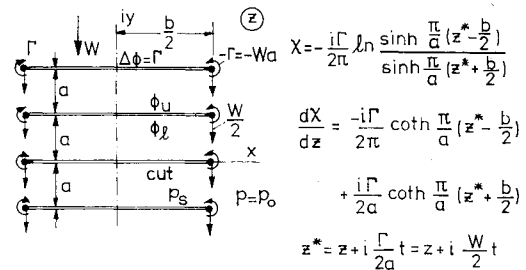 iy
b/2
z
Γ
W
Δϕ=Γ
-Γ=-Wa
a
ϕu
ϕℓ
W/2
a
x
cut
a
ps
p=po
χ=-iΓ/2π ln sinh π/a (z*-b/2) / sinh π/a (z*+b/2)
dχ/dz = -iΓ/2π coth π/a (z*-b/2)
+ iΓ/2a coth π/a (z*+b/2)
z*=z+i Γ/2a t=z+i W/2 t